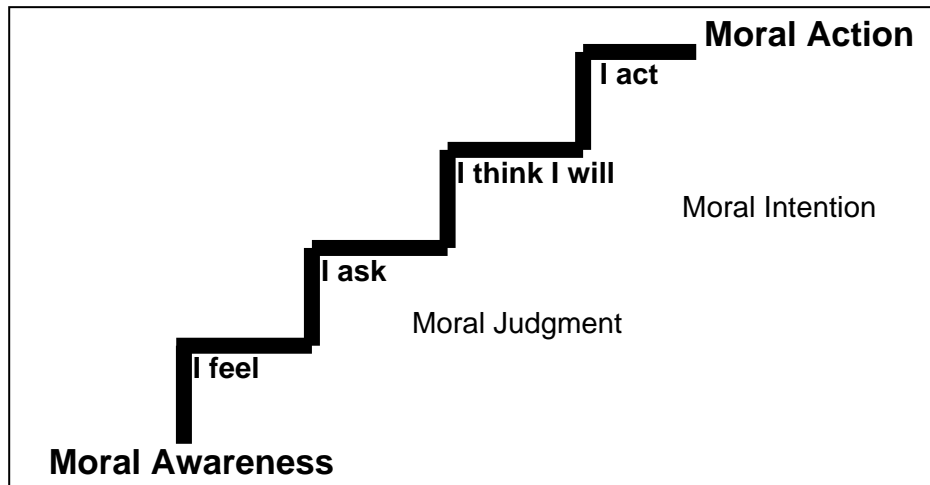 Moral Action
I act
I think I will
Moral Intention
I ask
Moral Judgment
I feel
Moral Awareness